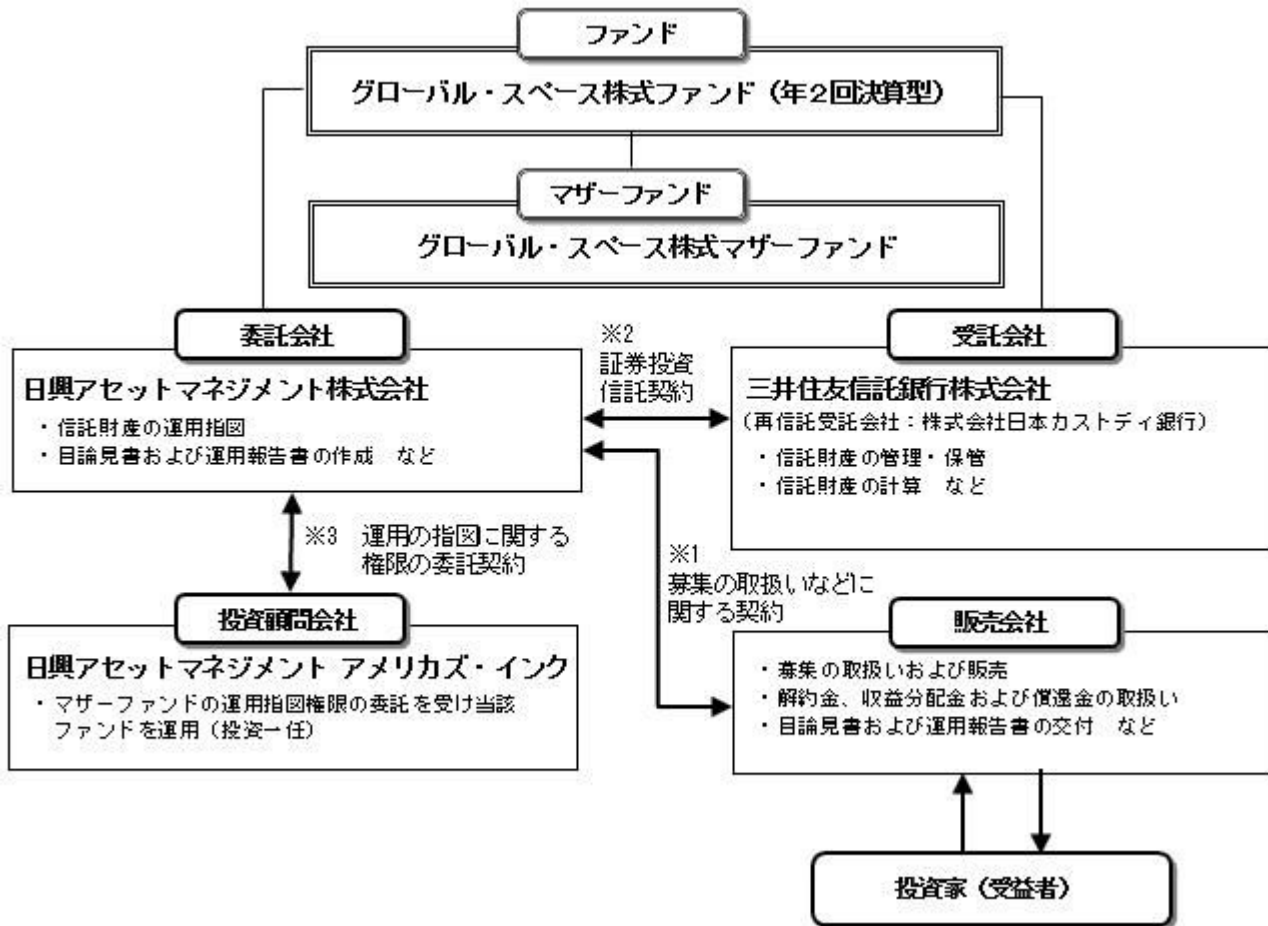 ファンド
グローバル・スペース株式ファンド（年２回決算型）
マザーファンド
グローバル・スペース株式マザーファンド
委託会社
日興アセットマネジメント株式会社
・信託財産の運用指図
・目論見書および運用報告書の作成　など
※2
証券投資
信託契約
受託会社
三井住友信託銀行株式会社
（再信託受託会社：株式会社日本カストディ銀行）
・信託財産の管理・保管
・信託財産の計算　など
※3　運用の指図に関する
権限の委託契約
※1
募集の取扱いなどに
関する契約
投資顧問会社
日興アセットマネジメント アメリカズ・インク
・マザーファンドの運用指図権限の委託を受け当該
ファンドを運用（投資一任）
販売会社
・募集の取扱いおよび販売
・解約金、収益分配金および償還金の取扱い
・目論見書および運用報告書の交付　など
投資家（受益者）